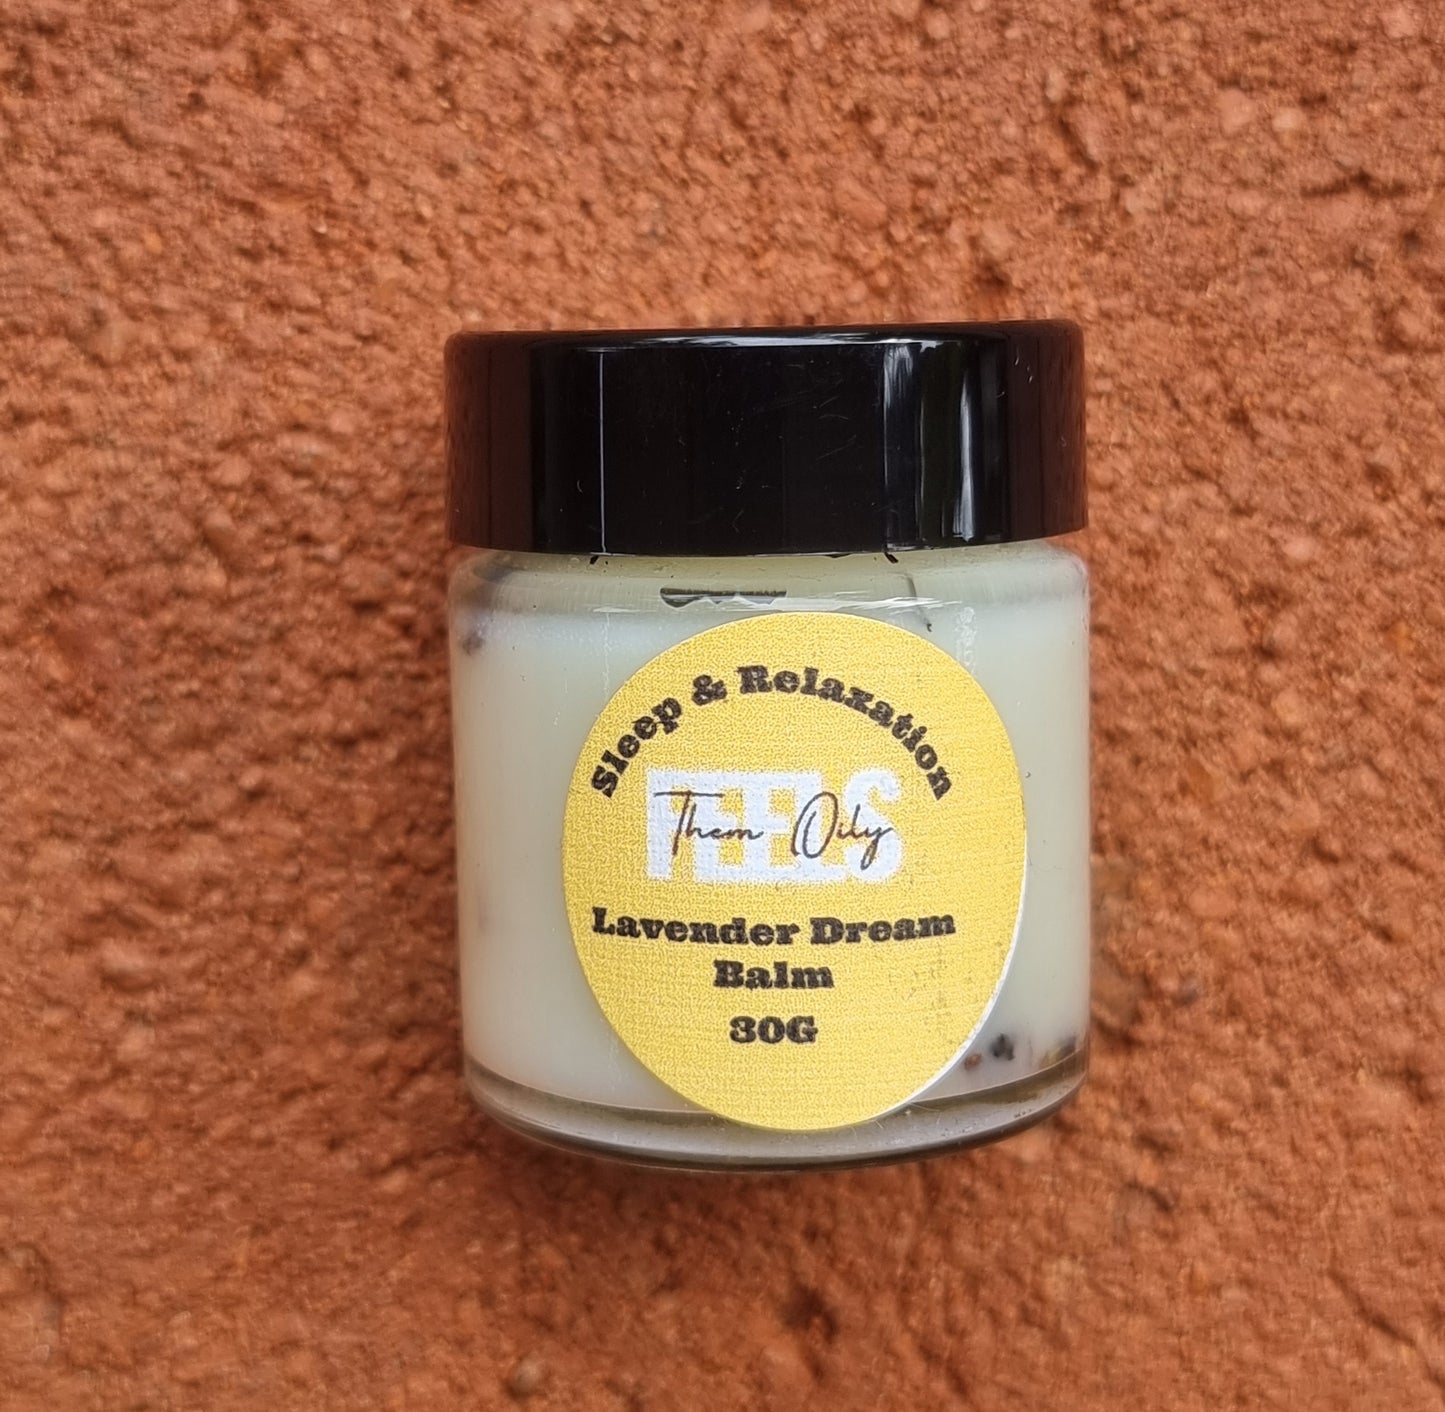 Sleep & Relaxation
FEELS
Them Oily
Lavender Dream
Balm
30G